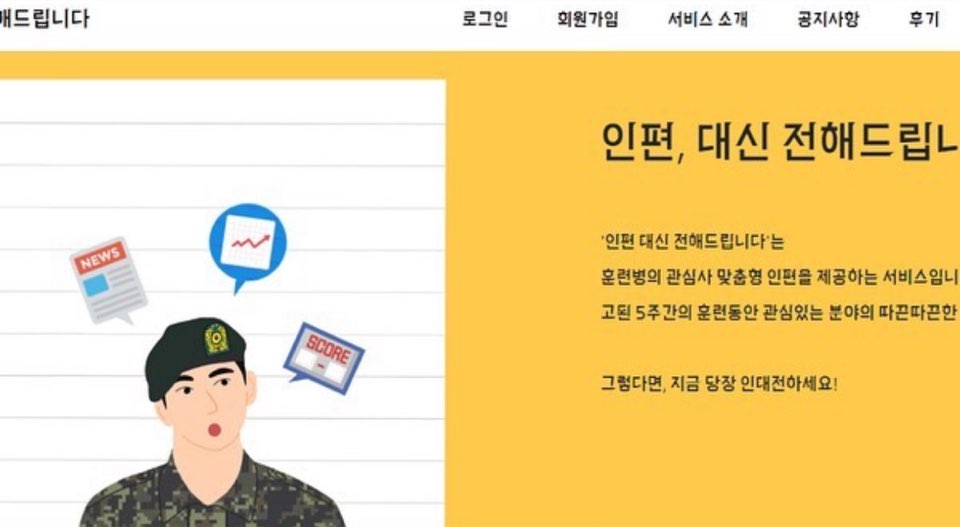 해드립니다
로그인 회원가입 서비스 소개 공지사항 후기
인편, 대신 전해드립니
'인편 대신 전해드립니다'는
훈련병의 관심사 맞춤형 인편을 제공하는 서비스입니
고된 5주간의 훈련동안 관심있는 분야의 따끈따끈한
그렇다면, 지금 당장 인대전하세요!
NEWS
SCORE